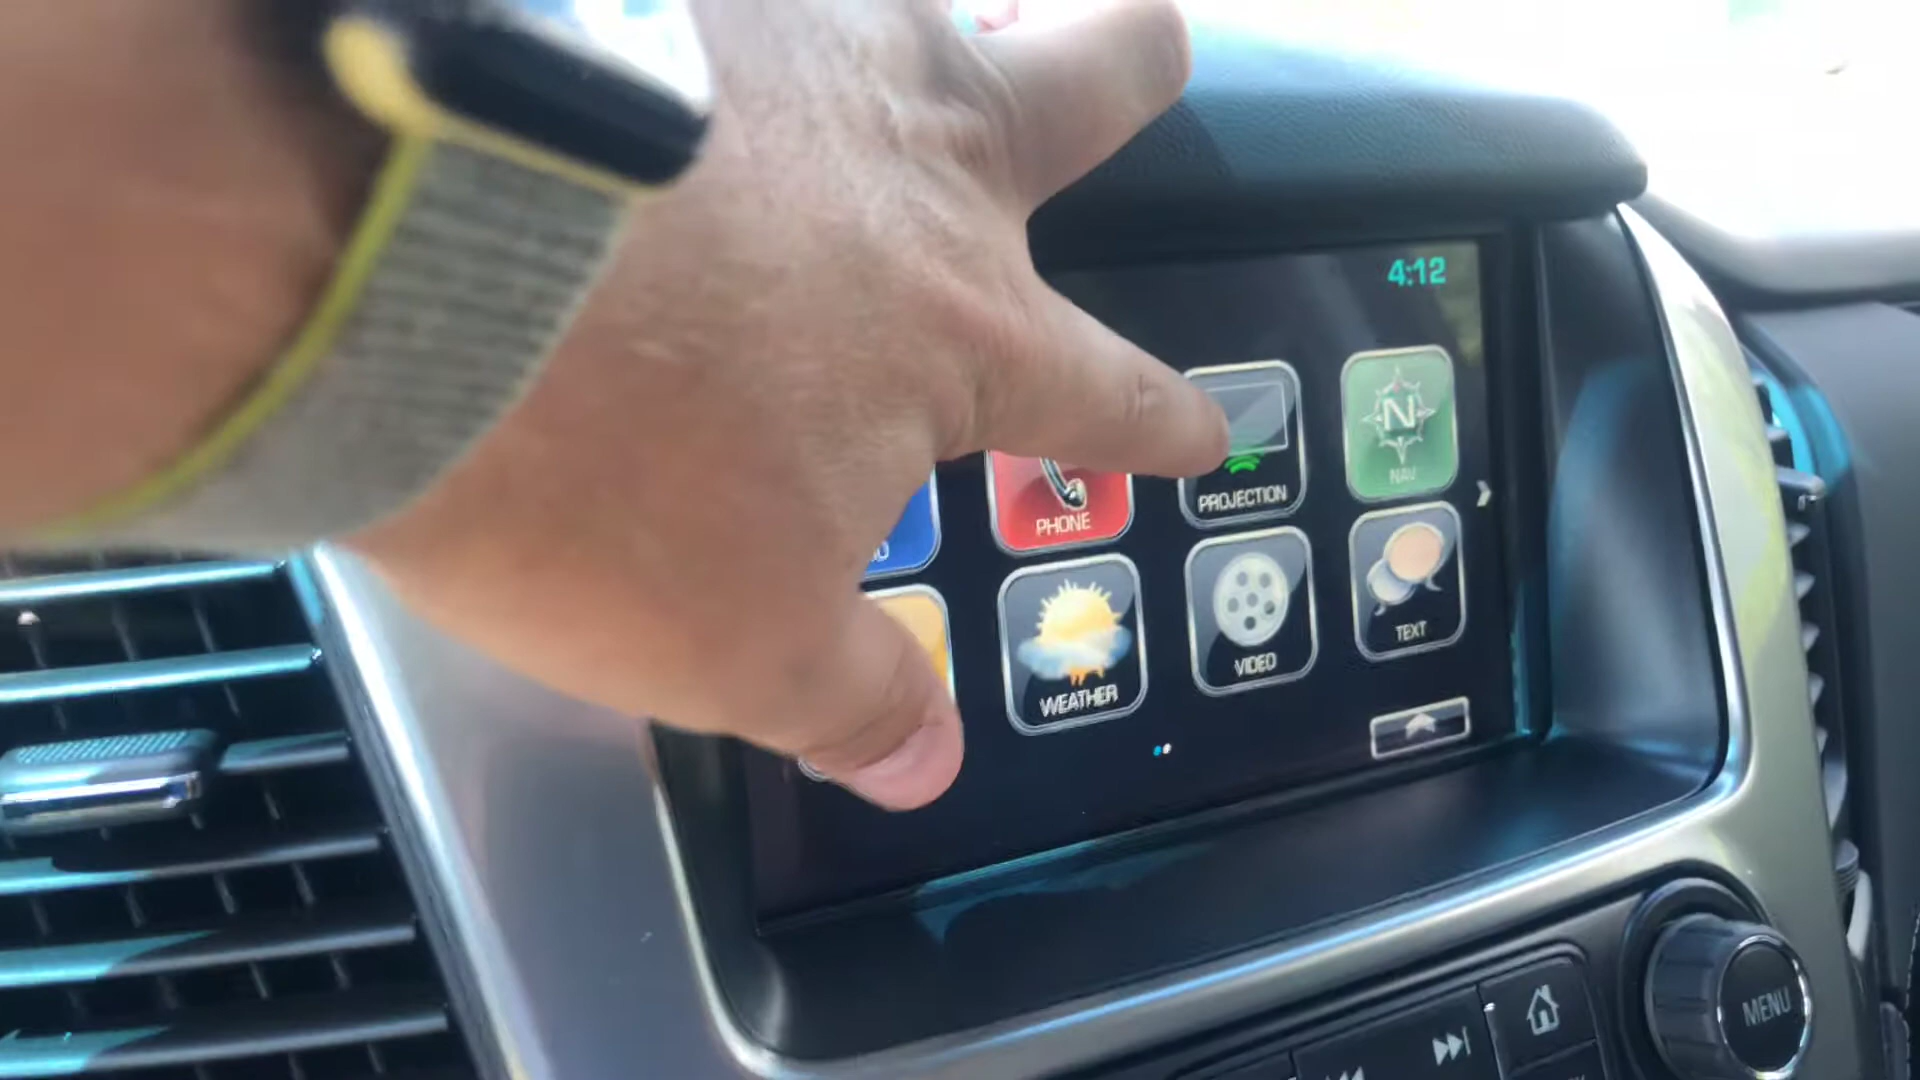 4:12
PHONE
PROJECTION
N
NAV
WEATHER
VIDEO
TEXT
MENU